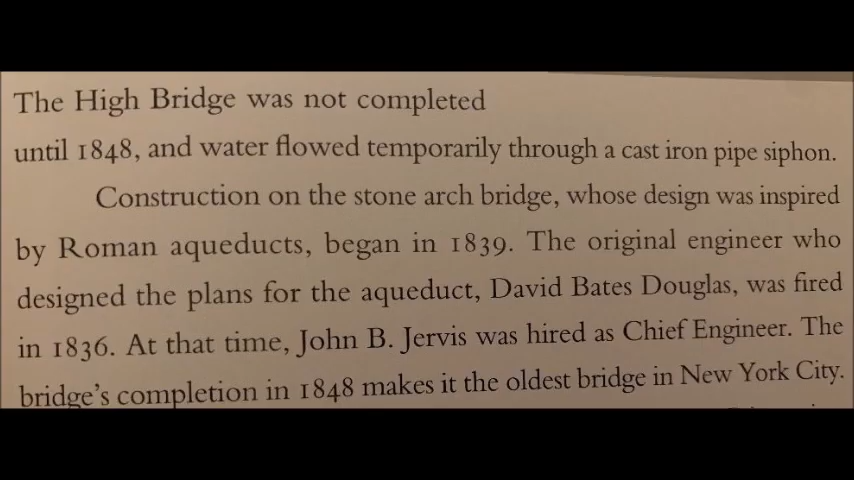 The High Bridge was not completed
until 1848, and water flowed temporarily through a cast iron pipe siphon.
Construction on the stone arch bridge, whose design was inspired
by Roman aqueducts, began in 1839. The original engineer who
designed the plans for the aqueduct, David Bates Douglas, was fired
in 1836. At that time, John B. Jervis was hired as Chief Engineer. The
bridge's completion in 1848 makes it the oldest bridge in New York City.